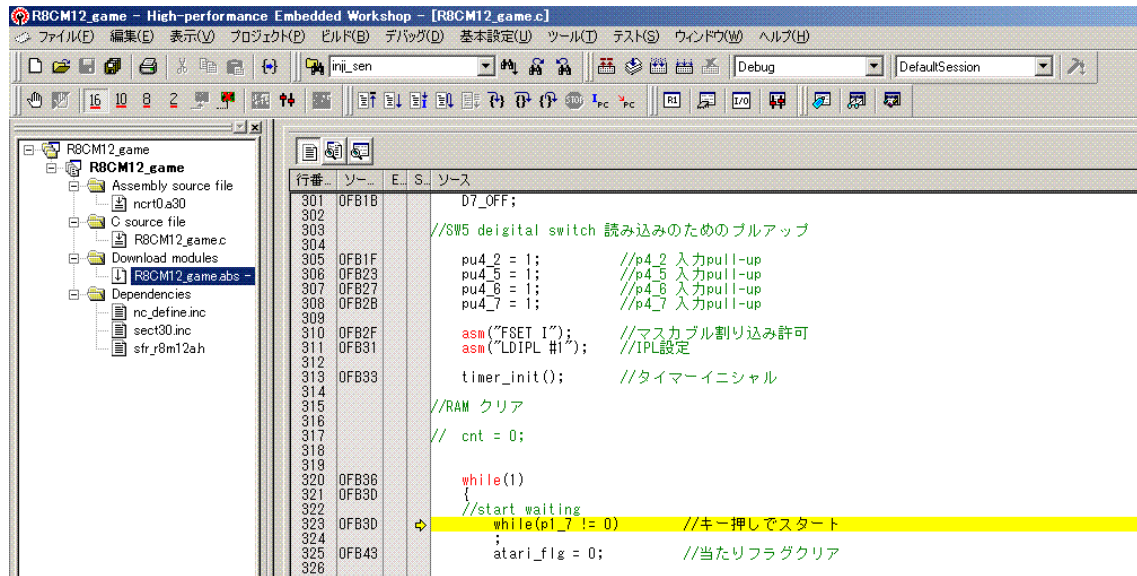 R8CM12_game - High-performance Embedded Workshop - [R8CM12_game.c]
ファイル(F) 編集(E) 表示(V) プロジェクト(P) ビルド(B) デバッグ(D) 基本設定(U) ツール(T) テスト(S) ウィンドウ(W) ヘルプ(H)
inji_sen Debug DefaultSession
16 10 8 2
R8CM12_game
R8CM12_game
Assembly source file
ncrt0.a30
C source file
R8CM12_game.c
Download modules
R8CM12_game.abs -
Dependencies
nc_define.inc
sect30.inc
sfr_r8m12a.h
行番... ソー... E.. S.. ソース
301 0FB1B D7_OFF;
302
303 //SW5 deigital switch 読み込みのためのプルアップ
304
305 0FB1F pu4_2 = 1; //p4_2 入力pull-up
306 0FB23 pu4_5 = 1; //p4_5 入力pull-up
307 0FB27 pu4_6 = 1; //p4_6 入力pull-up
308 0FB2B pu4_7 = 1; //p4_7 入力pull-up
309
310 0FB2F asm("FSET I"); //マスカブル割り込み許可
311 0FB31 asm("LDIPL #1"); //IPL設定
312
313 0FB33 timer_init(); //タイマーイニシャル
314
315 //RAM クリア
316
317 // cnt = 0;
318
319
320 0FB36 while(1)
321 0FB3D {
322 //start waiting
323 0FB3D while(p1_7 != 0) //キー押しでスタート
324 ;
325 0FB43 atari_flg = 0; //当たりフラグクリア
326